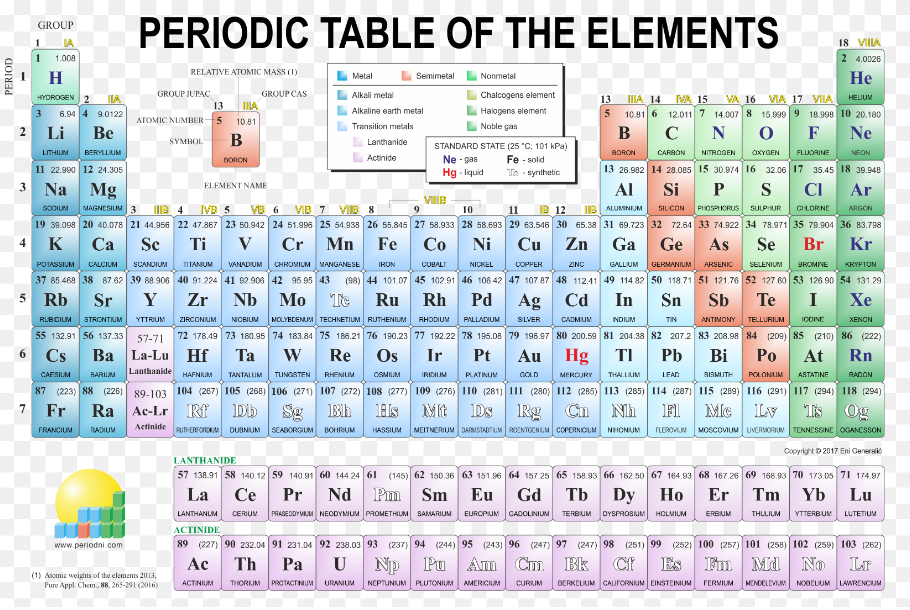 PERIODIC TABLE OF THE ELEMENTS
GROUP
PERIOD
1 IA
18 VIIIA
1 1.008
H
HYDROGEN
2 4.0026
He
HELIUM
RELATIVE ATOMIC MASS (1)
GROUP IUPAC
GROUP CAS
13 IIIA
ATOMIC NUMBER
5 10.81
SYMBOL
B
BORON
ELEMENT NAME
Metal
Semimetal
Nonmetal
Alkali metal
Chalcogens element
Alkaline earth metal
Halogens element
Transition metals
Noble gas
Lanthanide
Actinide
STANDARD STATE (25 °C; 101 kPa)
Ne - gas
Fe - solid
Hg - liquid
Tc - synthetic
2 IIA
13 IIIA 14 IVA 15 VA 16 VIA 17 VIIA
1
2
3 6.94 4 9.0122 5 10.81 6 12.011 7 14.007 8 15.999 9 18.998 10 20.180
Li Be B C N O F Ne
LITHIUM BERYLLIUM BORON CARBON NITROGEN OXYGEN FLUORINE NEON
3
11 22.990 12 24.305 13 26.982 14 28.085 15 30.974 16 32.06 17 35.45 18 39.948
Na Mg Al Si P S Cl Ar
SODIUM MAGNESIUM ALUMINIUM SILICON PHOSPHORUS SULPHUR CHLORINE ARGON
3 IIIB 4 IVB 5 VB 6 VIB 7 VIIB 8 9 10 11 IB 12 IIB
VIIIB
4
19 39.098 20 40.078 21 44.956 22 47.867 23 50.942 24 51.996 25 54.938 26 55.845 27 58.933 28 58.693 29 63.546 30 65.38 31 69.723 32 72.64 33 74.922 34 78.971 35 79.904 36 83.798
K Ca Sc Ti V Cr Mn Fe Co Ni Cu Zn Ga Ge As Se Br Kr
POTASSIUM CALCIUM SCANDIUM TITANIUM VANADIUM CHROMIUM MANGANESE IRON COBALT NICKEL COPPER ZINC GALLIUM GERMANIUM ARSENIC SELENIUM BROMINE KRYPTON
5
37 85.468 38 87.62 39 88.906 40 91.224 41 92.906 42 95.95 43 (98) 44 101.07 45 102.91 46 106.42 47 107.87 48 112.41 49 114.82 50 118.71 51 121.76 52 127.60 53 126.90 54 131.29
Rb Sr Y Zr Nb Mo Tc Ru Rh Pd Ag Cd In Sn Sb Te I Xe
RUBIDIUM STRONTIUM YTTRIUM ZIRCONIUM NIOBIUM MOLYBDENUM TECHNETIUM RUTHENIUM RHODIUM PALLADIUM SILVER CADMIUM INDIUM TIN ANTIMONY TELLURIUM IODINE XENON
6
55 132.91 56 137.33 57-71 72 178.49 73 180.95 74 183.84 75 186.21 76 190.23 77 192.22 78 195.08 79 196.97 80 200.59 81 204.38 82 207.2 83 208.98 84 (209) 85 (210) 86 (222)
Cs Ba La-Lu Hf Ta W Re Os Ir Pt Au Hg Tl Pb Bi Po At Rn
CAESIUM BARIUM Lanthanide HAFNIUM TANTALUM TUNGSTEN RHENIUM OSMIUM IRIDIUM PLATINUM GOLD MERCURY THALLIUM LEAD BISMUTH POLONIUM ASTATINE RADON
7
87 (223) 88 (226) 89-103 104 (267) 105 (268) 106 (271) 107 (272) 108 (277) 109 (276) 110 (281) 111 (280) 112 (285) 113 (285) 114 (287) 115 (289) 116 (291) 117 (294) 118 (294)
Fr Ra Ac-Lr Rf Db Sg Bh Hs Mt Ds Rg Cn Nh Fl Mc Lv Ts Og
FRANCIUM RADIUM Actinide RUTHERFORDIUM DUBNIUM SEABORGIUM BOHRIUM HASSIUM MEITNERIUM DARMSTADTIUM ROENTGENIUM COPERNICIUM NIHONIUM FLEROVIUM MOSCOVIUM LIVERMORIUM TENNESSINE OGANESSON
Copyright © 2017 Eni Generalić
LANTHANIDE
57 138.91 58 140.12 59 140.91 60 144.24 61 (145) 62 150.36 63 151.96 64 157.25 65 158.93 66 162.50 67 164.93 68 167.26 69 168.93 70 173.05 71 174.97
La Ce Pr Nd Pm Sm Eu Gd Tb Dy Ho Er Tm Yb Lu
LANTHANUM CERIUM PRASEODYMIUM NEODYMIUM PROMETHIUM SAMARIUM EUROPIUM GADOLINIUM TERBIUM DYSPROSIUM HOLMIUM ERBIUM THULIUM YTTERBIUM LUTETIUM
ACTINIDE
89 (227) 90 232.04 91 231.04 92 238.03 93 (237) 94 (244) 95 (243) 96 (247) 97 (247) 98 (251) 99 (252) 100 (257) 101 (258) 102 (259) 103 (262)
Ac Th Pa U Np Pu Am Cm Bk Cf Es Fm Md No Lr
ACTINIUM THORIUM PROTACTINIUM URANIUM NEPTUNIUM PLUTONIUM AMERICIUM CURIUM BERKELIUM CALIFORNIUM EINSTEINIUM FERMIUM MENDELEVIUM NOBELIUM LAWRENCIUM
www.periodni.com
(1) Atomic weights of the elements 2013,
Pure Appl. Chem., 88, 265-291 (2016)